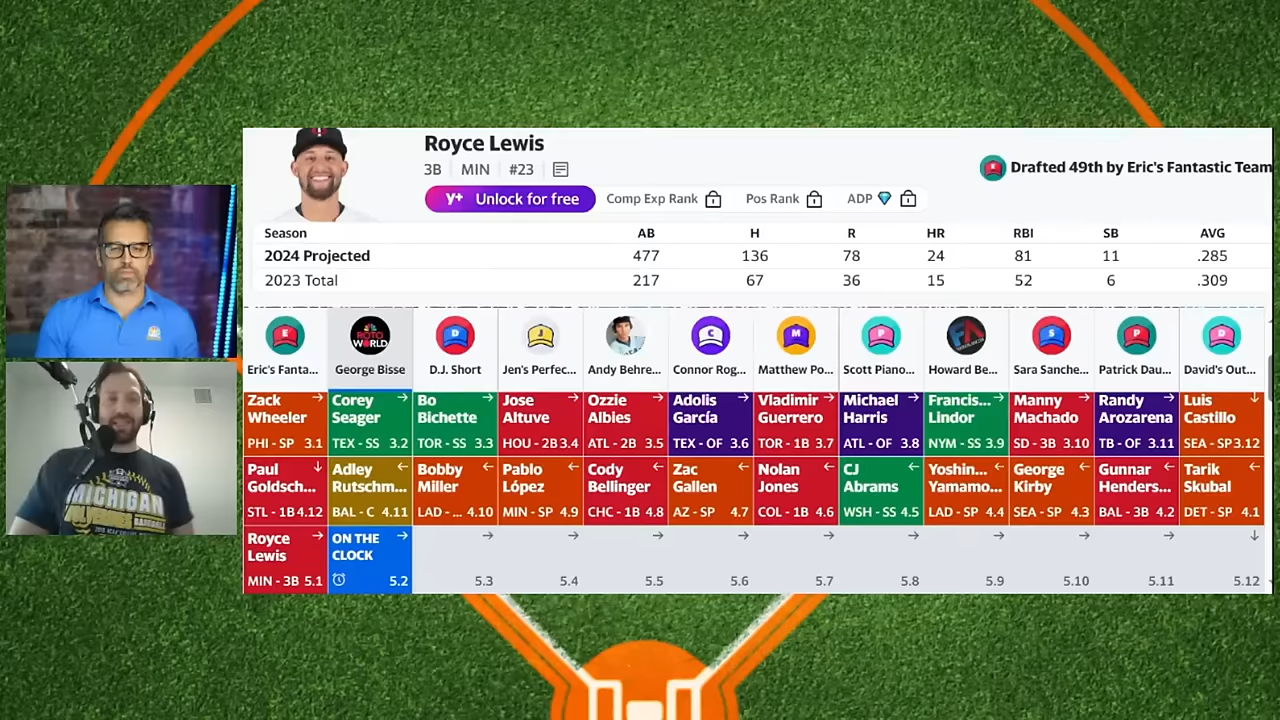 Royce Lewis
3B MIN #23
Drafted 49th by Eric's Fantastic Team
y+ Unlock for free Comp Exp Rank Pos Rank ADP
Season AB H R HR RBI SB AVG
2024 Projected 477 136 78 24 81 11 .285
2023 Total 217 67 36 15 52 6 .309
E ROTO WORLD D J C M P FA S P D
Eric's Fanta... George Bisse D.J. Short Jen's Perfec... Andy Behre... Connor Rog... Matthew Po... Scott Piano... Howard Be... Sara Sanche... Patrick Dau... David's Out...
Zack Corey Bo Jose Ozzie Adolis Vladimir Michael Francis... Manny Randy Luis
Wheeler Seager Bichette Altuve Albies García Guerrero Harris Lindor Machado Arozarena Castillo
PHI - SP 3.1 TEX - SS 3.2 TOR - SS 3.3 HOU - 2B 3.4 ATL - 2B 3.5 TEX - OF 3.6 TOR - 1B 3.7 ATL - OF 3.8 NYM - SS 3.9 SD - 3B 3.10 TB - OF 3.11 SEA - SP 3.12
Paul Adley Bobby Pablo Cody Zac Nolan CJ Yoshin... George Gunnar Tarik
Goldsch... Rutschm... Miller López Bellinger Gallen Jones Abrams Yamamo... Kirby Henders... Skubal
STL - 1B 4.12 BAL - C 4.11 LAD - ... 4.10 MIN - SP 4.9 CHC - 1B 4.8 AZ - SP 4.7 COL - 1B 4.6 WSH - SS 4.5 LAD - SP 4.4 SEA - SP 4.3 BAL - 3B 4.2 DET - SP 4.1
Royce ON THE
Lewis CLOCK
MIN - 3B 5.1 5.2 5.3 5.4 5.5 5.6 5.7 5.8 5.9 5.10 5.11 5.12
MICHIGAN